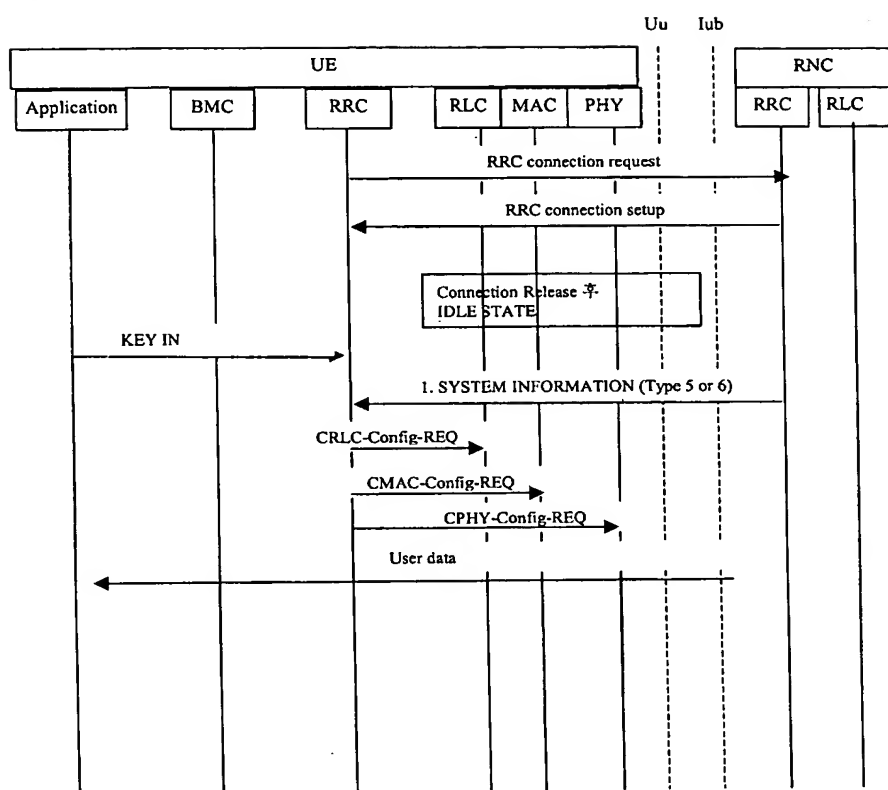 Uu Iub
UE RNC
Application BMC RRC RLC MAC PHY RRC RLC
RRC connection request
RRC connection setup
Connection Release 후
IDLE STATE
KEY IN
1. SYSTEM INFORMATION (Type 5 or 6)
CRLC-Config-REQ
CMAC-Config-REQ
CPHY-Config-REQ
User data